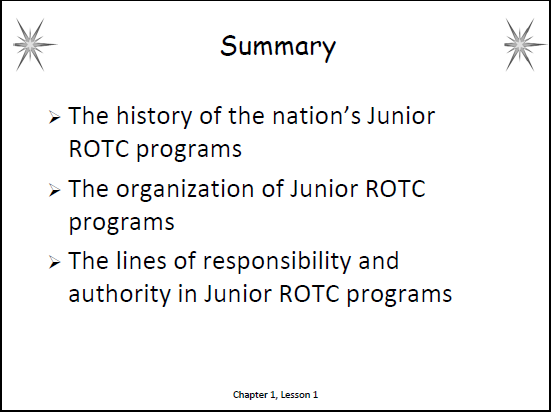 Summary
➢ The history of the nation’s Junior
ROTC programs
➢ The organization of Junior ROTC
programs
➢ The lines of responsibility and
authority in Junior ROTC programs
Chapter 1, Lesson 1